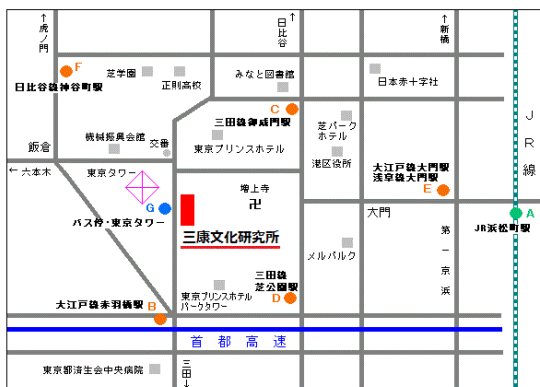 ↑虎ノ門
日比谷↑
↑新橋
F
日比谷線神谷町駅
芝学園
正則高校
みなと図書館
日本赤十字社
JR線
C
三田線御成門駅
芝パーク
ホテル
機械振興会館
交番
東京プリンスホテル
飯倉
港区役所
大江戸線大門駅
浅草線大門駅
E
← 六本木
東京タワー
増上寺
卍
G
バス停・東京タワー
三康文化研究所
大門
A
JR浜松町駅
第一京浜
メルパルク
三田線
芝公園駅
D
東京プリンスホテル
パークタワー
大江戸線赤羽橋駅
B
首都高速
東京都済生会中央病院
三田↓